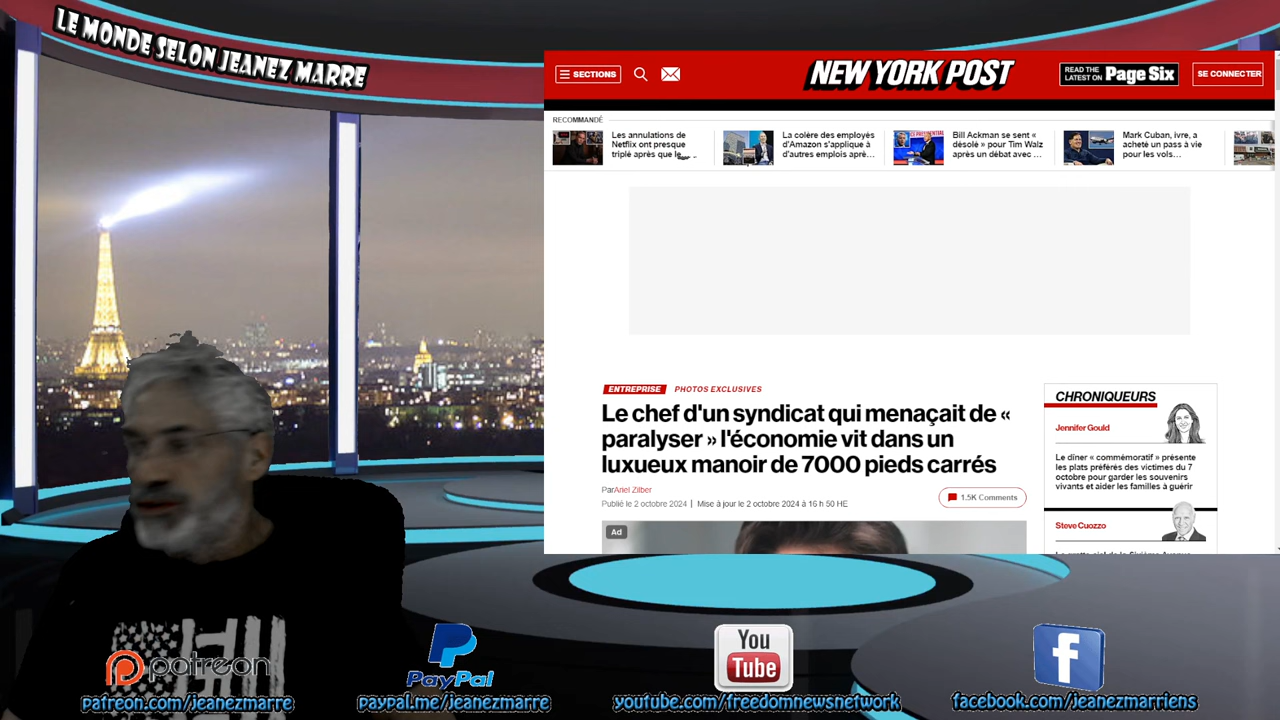 LE MONDE SELON JEANEZ MARRE
SECTIONS
NEW YORK POST
READ THE
LATEST ON
Page Six
SE CONNECTER
RECOMMANDÉ
Les annulations de
Netflix ont presque
triplé après que
La colère des employés
d'Amazon s'applique à
d'autres emplois aprè...
Bill Ackman se sent «
désolé » pour Tim Walz
après un débat avec ...
Mark Cuban, ivre, a
acheté un pass à vie
pour les vols...
ENTREPRISE
PHOTOS EXCLUSIVES
Le chef d'un syndicat qui menaçait de «
paralyser » l'économie vit dans un
luxueux manoir de 7000 pieds carrés
ParAriel Zilber
Publié le 2 octobre 2024 | Mise à jour le 2 octobre 2024 à 16 h 50 HE
1.5K Comments
Ad
CHRONIQUEURS
Jennifer Gould
Le dîner « commémoratif » présente
les plats préférés des victimes du 7
octobre pour garder les souvenirs
vivants et aider les familles à guérir
Steve Cuozzo
patreon
patreon.com/jeanezmarre
PayPal
paypal.me/jeanezmarre
You
Tube
youtube.com/freedomnewsnetwork
f
facebook.com/jeanezmarriens